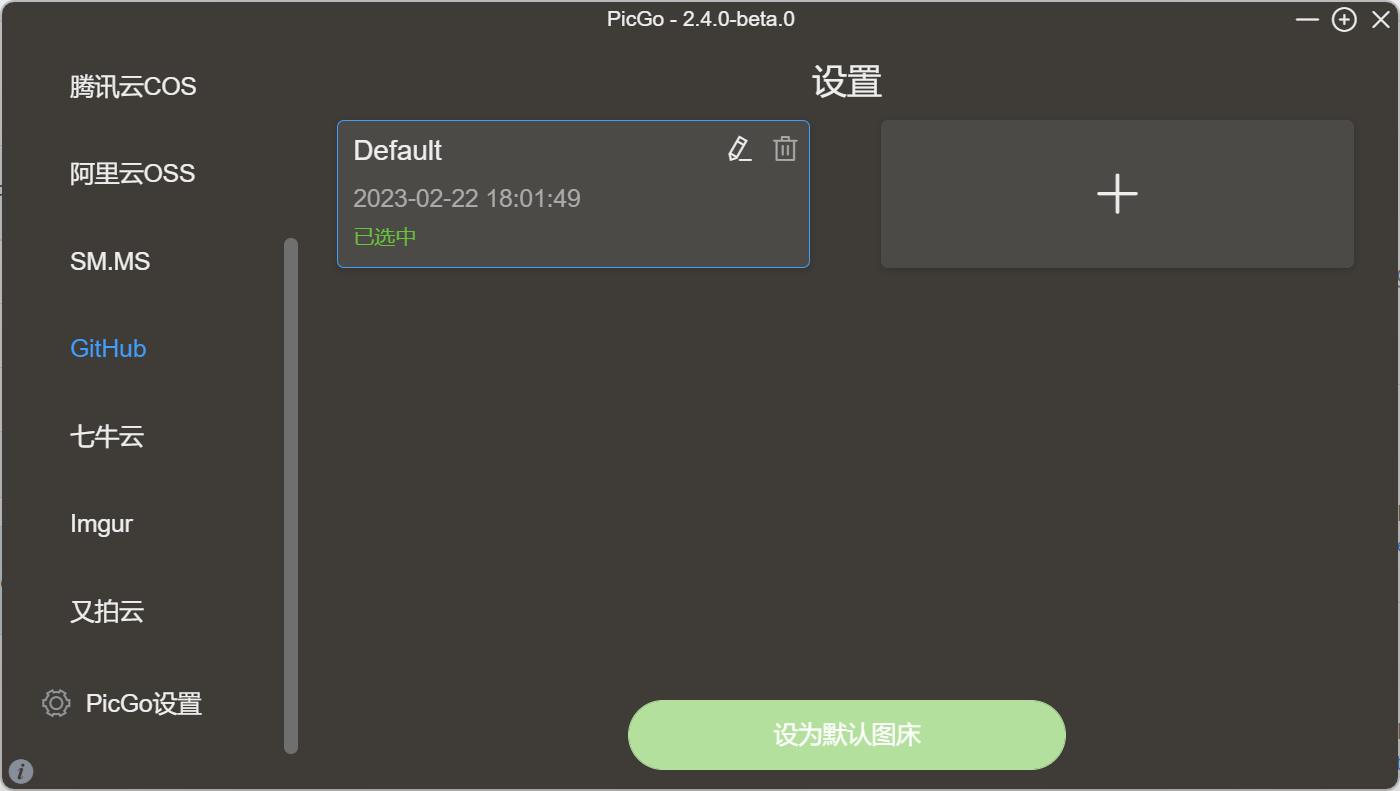 PicGo - 2.4.0-beta.0
腾讯云COS
阿里云OSS
SM.MS
GitHub
七牛云
Imgur
又拍云
PicGo设置
设置
Default
2023-02-22 18:01:49
已选中
设为默认图床